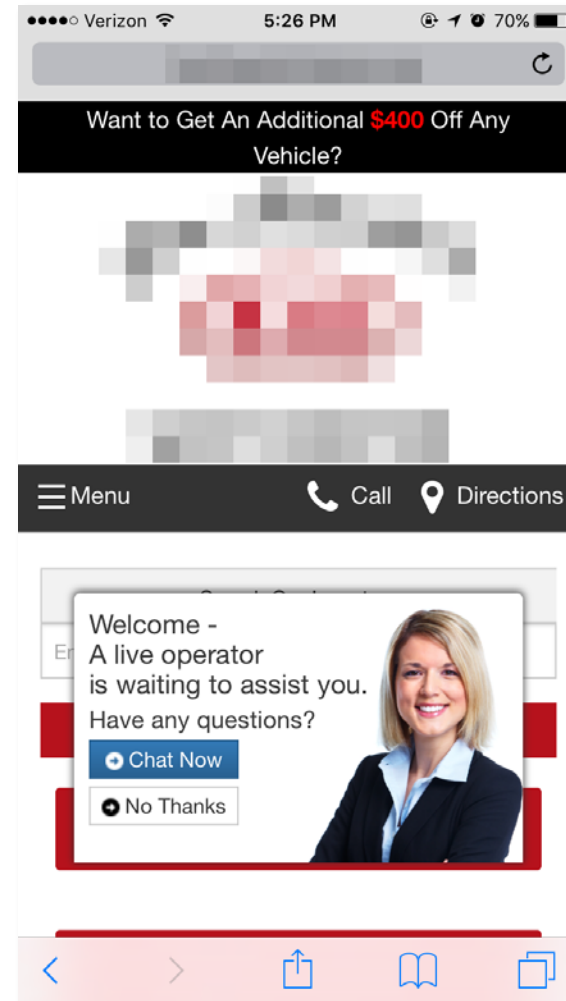 Verizon 5:26 PM 70%
Want to Get An Additional $400 Off Any
Vehicle?
Menu Call Directions
Welcome -
A live operator
is waiting to assist you.
Have any questions?
Chat Now
No Thanks